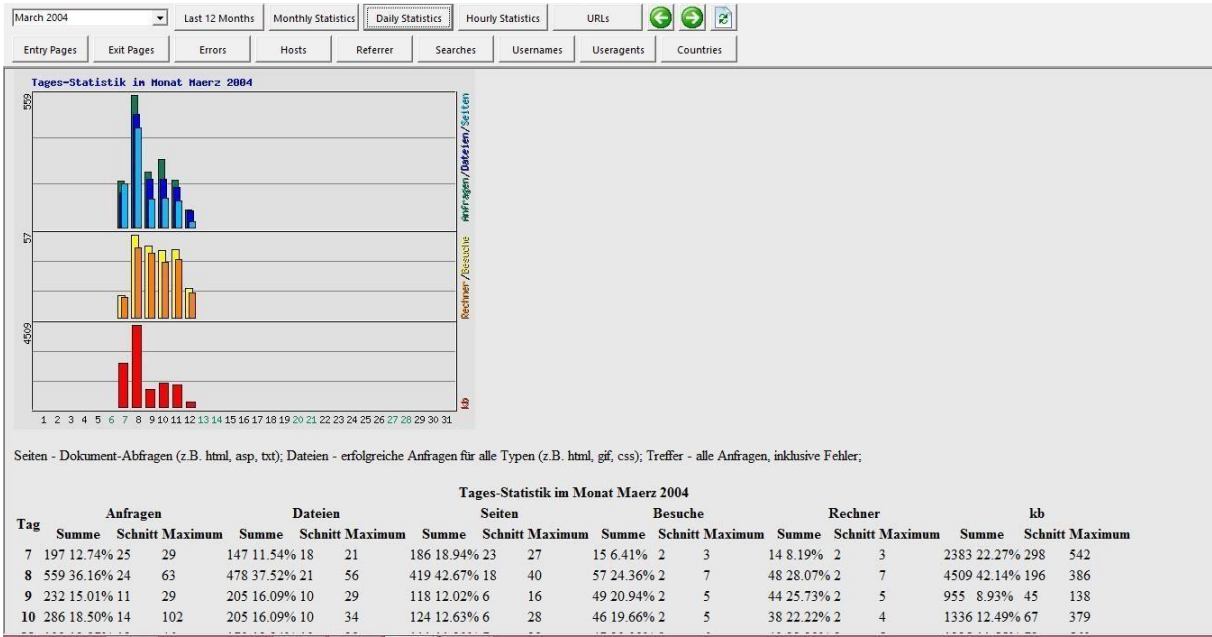 March 2004 Last 12 Months Monthly Statistics Daily Statistics Hourly Statistics URLs
Entry Pages Exit Pages Errors Hosts Referrer Searches Usernames Useragents Countries
Tages-Statistik im Monat Maerz 2004
559
Anfragen/Dateien/Seiten
57
Rechner/Besuche
4509
kb
1 2 3 4 5 6 7 8 9 10 11 12 13 14 15 16 17 18 19 20 21 22 23 24 25 26 27 28 29 30 31
Seiten - Dokument-Abfragen (z.B. html, asp, txt); Dateien - erfolgreiche Anfragen für alle Typen (z.B. html, gif, css); Treffer - alle Anfragen, inklusive Fehler;
Tages-Statistik im Monat Maerz 2004
Tag Anfragen Dateien Seiten Besuche Rechner kb
Summe Schnitt Maximum Summe Schnitt Maximum Summe Schnitt Maximum Summe Schnitt Maximum Summe Schnitt Maximum Summe Schnitt Maximum
7 197 12.74% 25 29 147 11.54% 18 21 186 18.94% 23 27 15 6.41% 2 3 14 8.19% 2 3 2383 22.27% 298 542
8 559 36.16% 24 63 478 37.52% 21 56 419 42.67% 18 40 57 24.36% 2 7 48 28.07% 2 7 4509 42.14% 196 386
9 232 15.01% 11 29 205 16.09% 10 29 118 12.02% 6 16 49 20.94% 2 5 44 25.73% 2 5 955 8.93% 45 138
10 286 18.50% 14 102 205 16.09% 10 34 124 12.63% 6 28 46 19.66% 2 5 38 22.22% 2 4 1336 12.49% 67 379